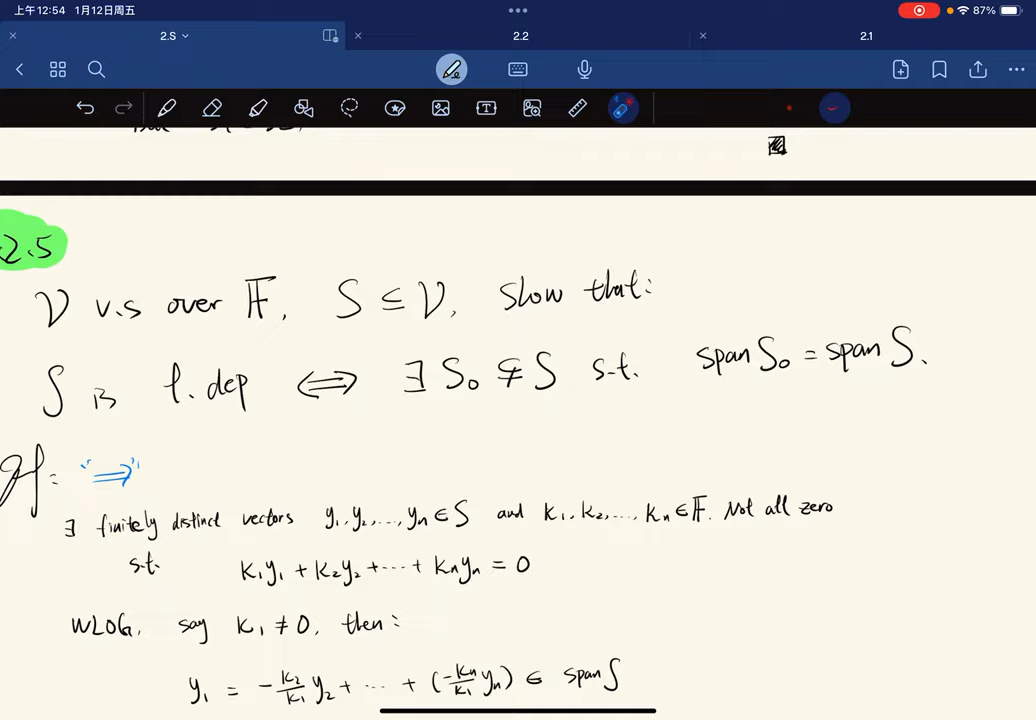 上午12:54 1月12日周五
87%
2.S
2.2
2.1
2.5
V v.s over 𝔽, S ⊆ V, show that:
S is l.dep ⟺ ∃ S₀ ⊊ S s.t. span S₀ = span S.
pf: "⟹"
∃ finitely distinct vectors y₁, y₂, ..., yₙ ∈ S and k₁, k₂, ..., kₙ ∈ 𝔽. Not all zero
s.t. k₁y₁ + k₂y₂ + ... + kₙyₙ = 0
WLOG, say k₁ ≠ 0, then:
y₁ = -k₂/k₁ y₂ + ... + (-kₙ/k₁ yₙ) ∈ span S